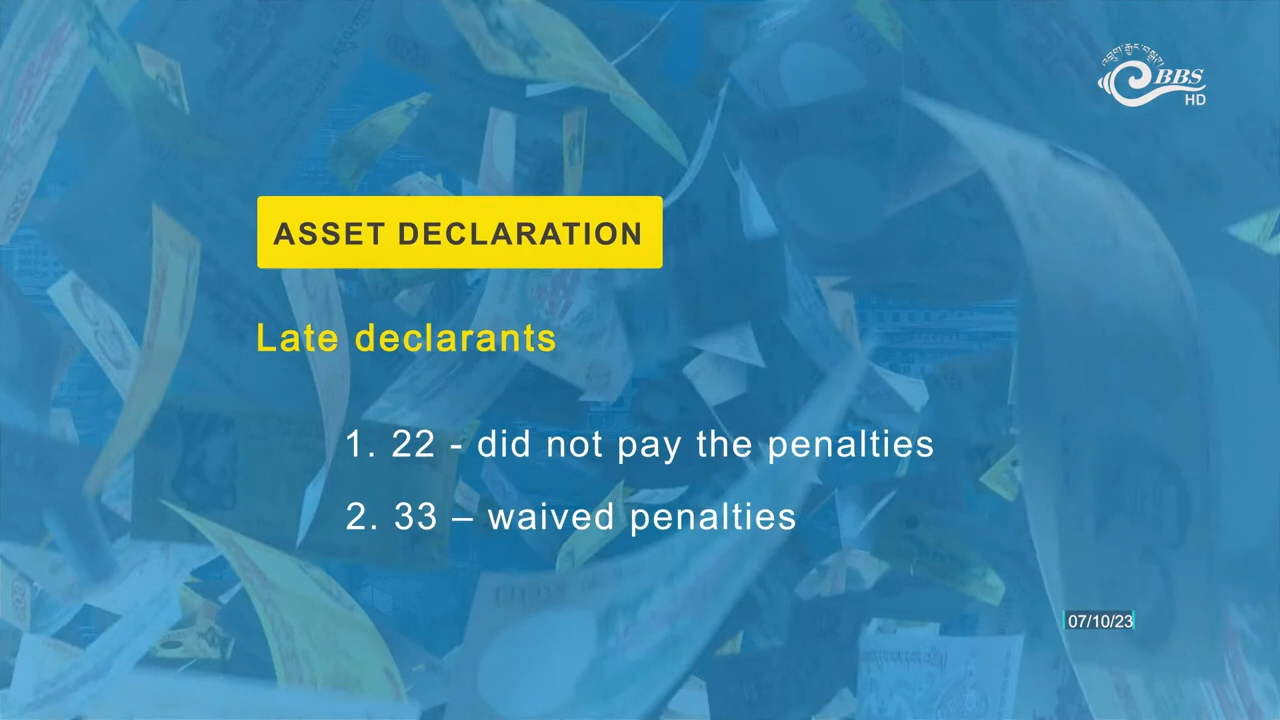 BBS
HD
ASSET DECLARATION
Late declarants
1. 22 - did not pay the penalties
2. 33 – waived penalties
07/10/23